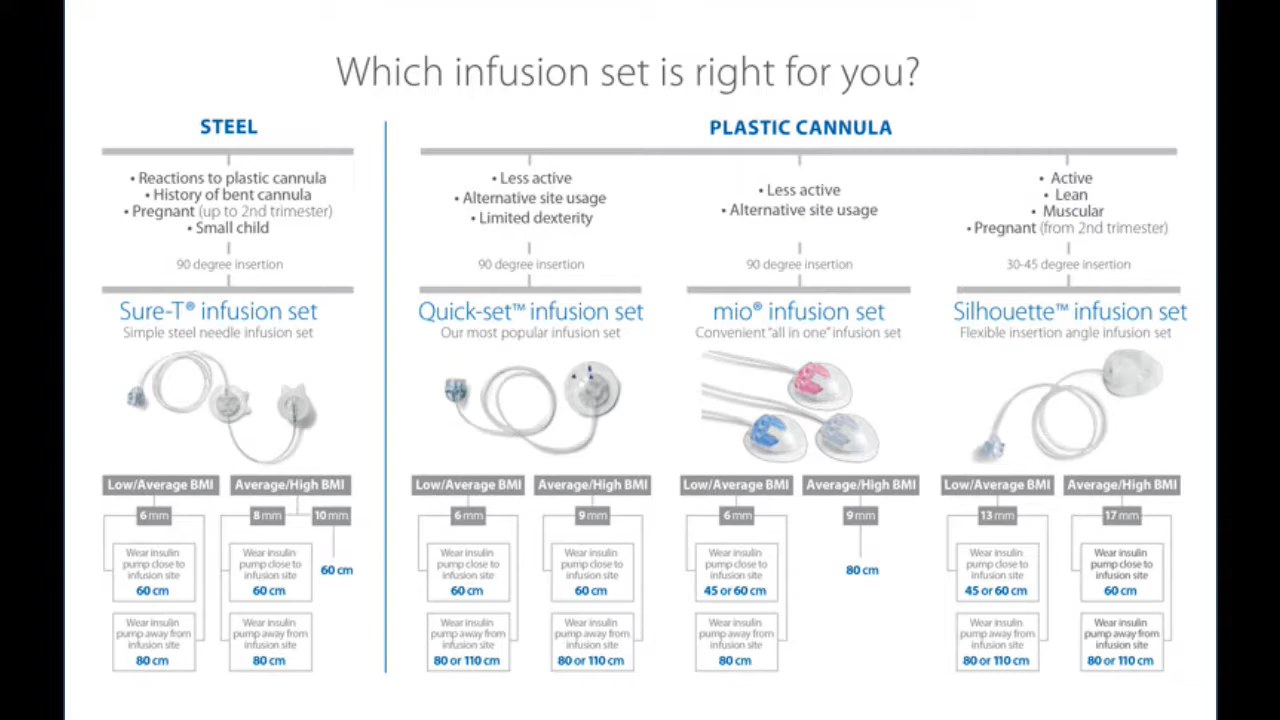 Which infusion set is right for you?
STEEL
• Reactions to plastic cannula
• History of bent cannula
• Pregnant (up to 2nd trimester)
• Small child
90 degree insertion
Sure-T® infusion set
Simple steel needle infusion set
Low/Average BMI
Average/High BMI
6 mm
8 mm
10 mm
Wear insulin
pump close to
infusion site
60 cm
Wear insulin
pump close to
infusion site
60 cm
60 cm
Wear insulin
pump away from
infusion site
80 cm
Wear insulin
pump away from
infusion site
80 cm
PLASTIC CANNULA
• Less active
• Alternative site usage
• Limited dexterity
90 degree insertion
Quick-set™ infusion set
Our most popular infusion set
Low/Average BMI
Average/High BMI
6 mm
9 mm
Wear insulin
pump close to
infusion site
60 cm
Wear insulin
pump close to
infusion site
60 cm
Wear insulin
pump away from
infusion site
80 or 110 cm
Wear insulin
pump away from
infusion site
80 or 110 cm
• Less active
• Alternative site usage
90 degree insertion
mio® infusion set
Convenient "all in one" infusion set
Low/Average BMI
Average/High BMI
6 mm
9 mm
Wear insulin
pump close to
infusion site
45 or 60 cm
80 cm
Wear insulin
pump away from
infusion site
80 cm
• Active
• Lean
• Muscular
• Pregnant (from 2nd trimester)
30-45 degree insertion
Silhouette™ infusion set
Flexible insertion angle infusion set
Low/Average BMI
Average/High BMI
13 mm
17 mm
Wear insulin
pump close to
infusion site
45 or 60 cm
Wear insulin
pump close to
infusion site
60 cm
Wear insulin
pump away from
infusion site
80 or 110 cm
Wear insulin
pump away from
infusion site
80 or 110 cm